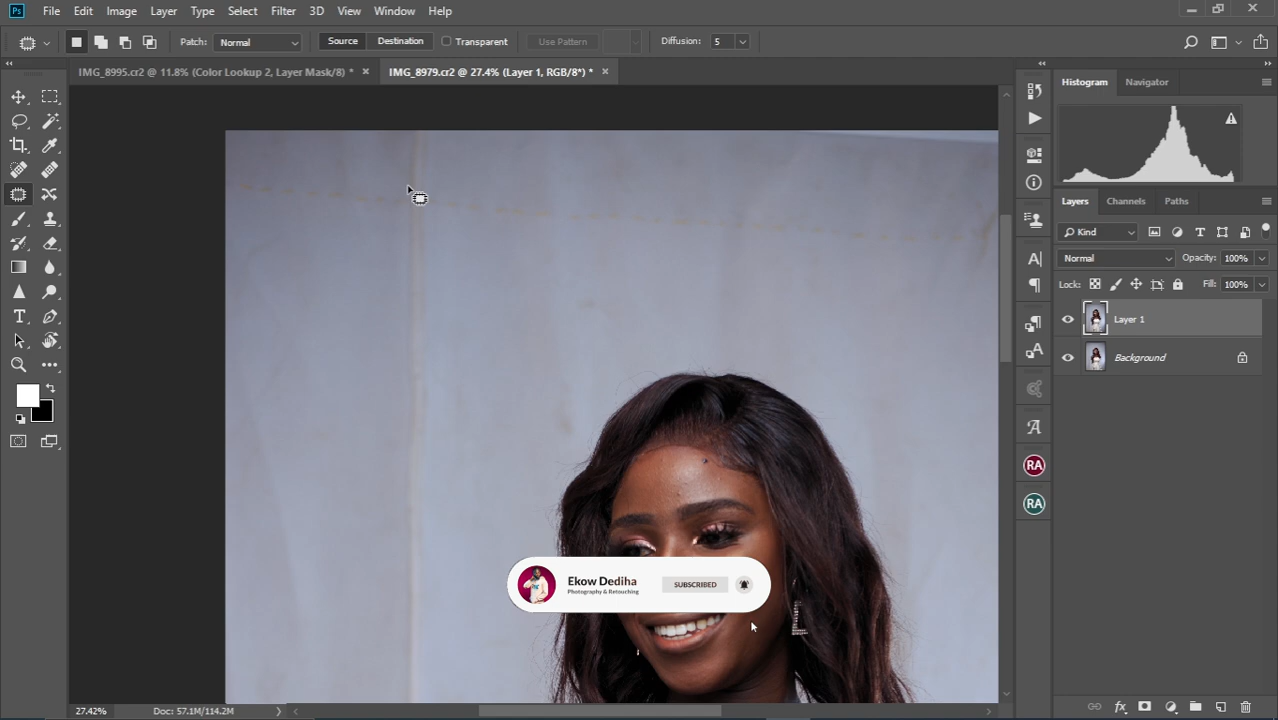 Ps File Edit Image Layer Type Select Filter 3D View Window Help
Patch: Normal Source Destination Transparent Use Pattern Diffusion: 5
IMG_8995.cr2 @ 11.8% (Color Lookup 2, Layer Mask/8) * IMG_8979.cr2 @ 27.4% (Layer 1, RGB/8*) *
Histogram Navigator
Layers Channels Paths
Kind
Normal Opacity: 100%
Lock: Fill: 100%
Layer 1
Background
RA
RA
Ekow Dediha
Photography & Retouching
SUBSCRIBED
27.42% Doc: 57.1M/114.2M